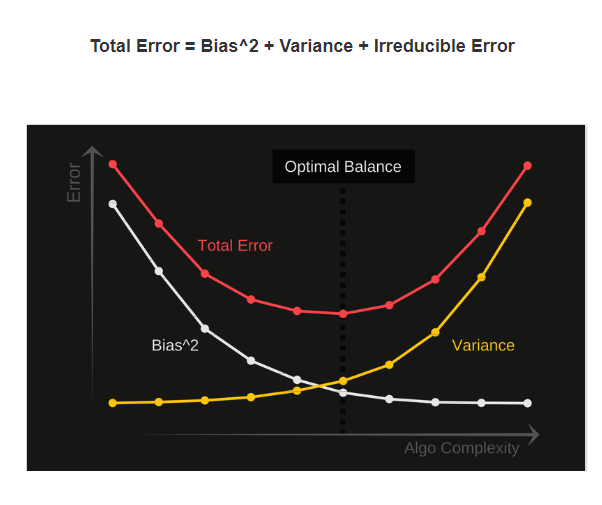 Total Error = Bias^2 + Variance + Irreducible Error
Optimal Balance
Error
Total Error
Bias^2
Variance
Algo Complexity